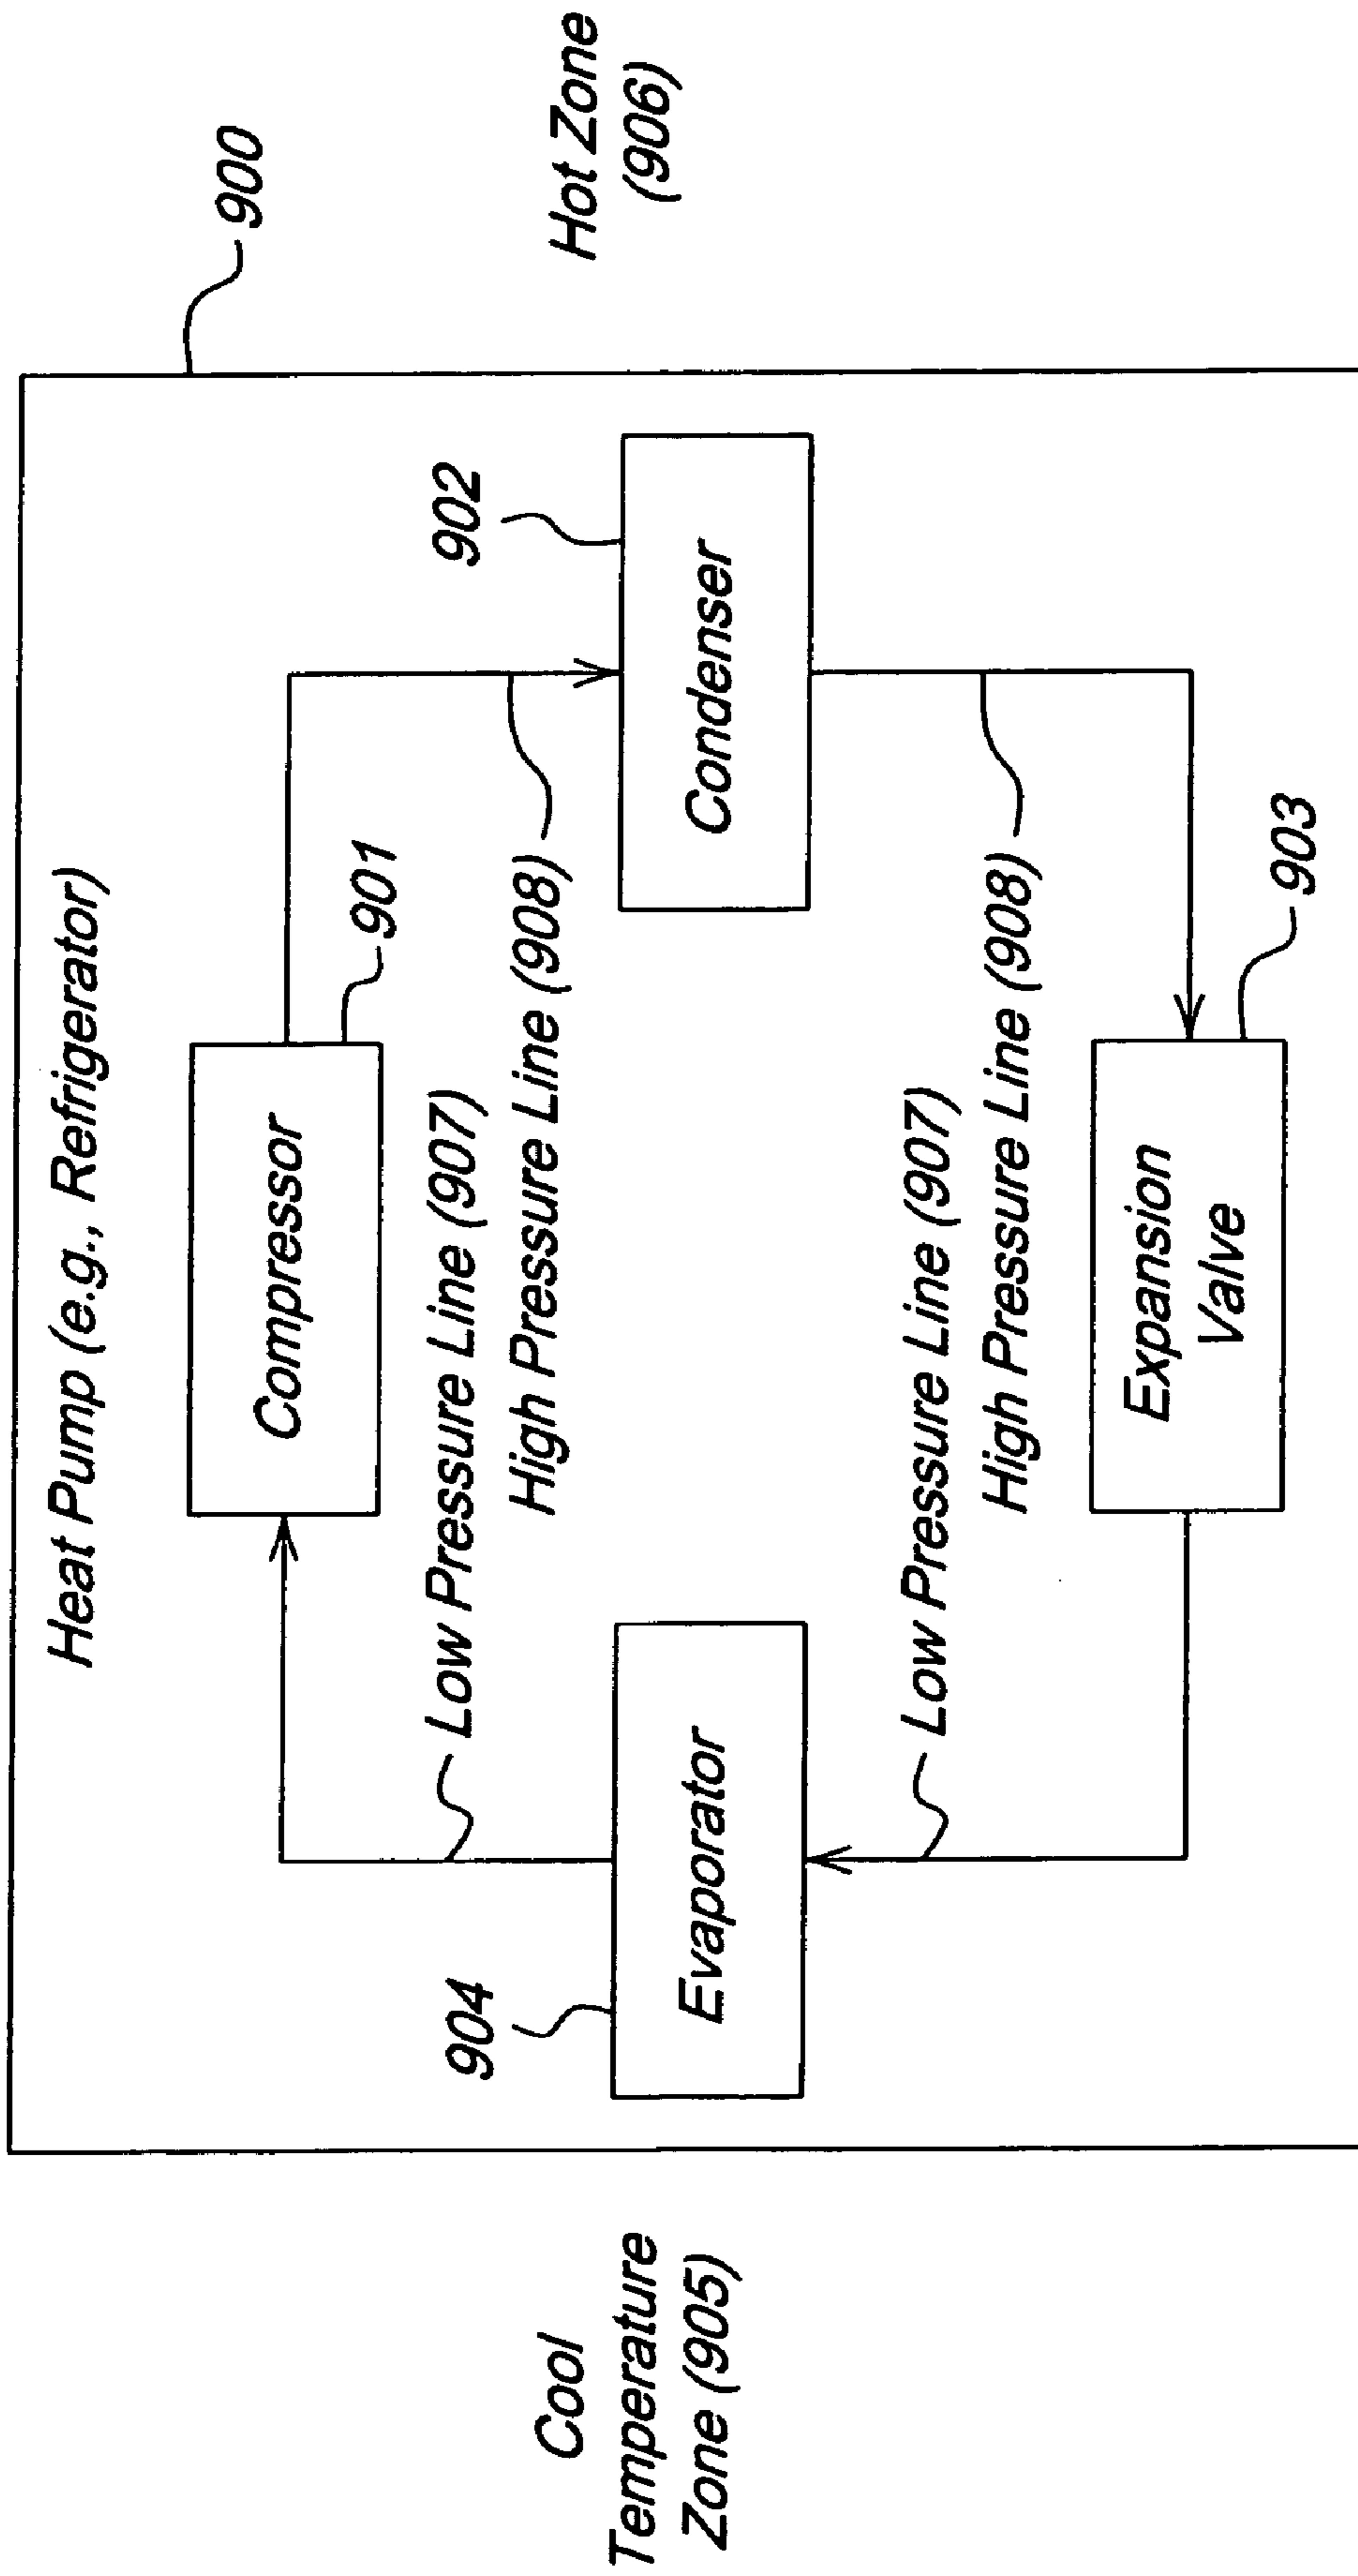 Heat Pump (e.g., Refrigerator)
900
Compressor
901
902
Low Pressure Line (907)
High Pressure Line (908)
904
Evaporator
Condenser
Cool
Temperature
Zone (905)
Hot Zone
(906)
Low Pressure Line (907)
High Pressure Line (908)
Expansion
Valve
903